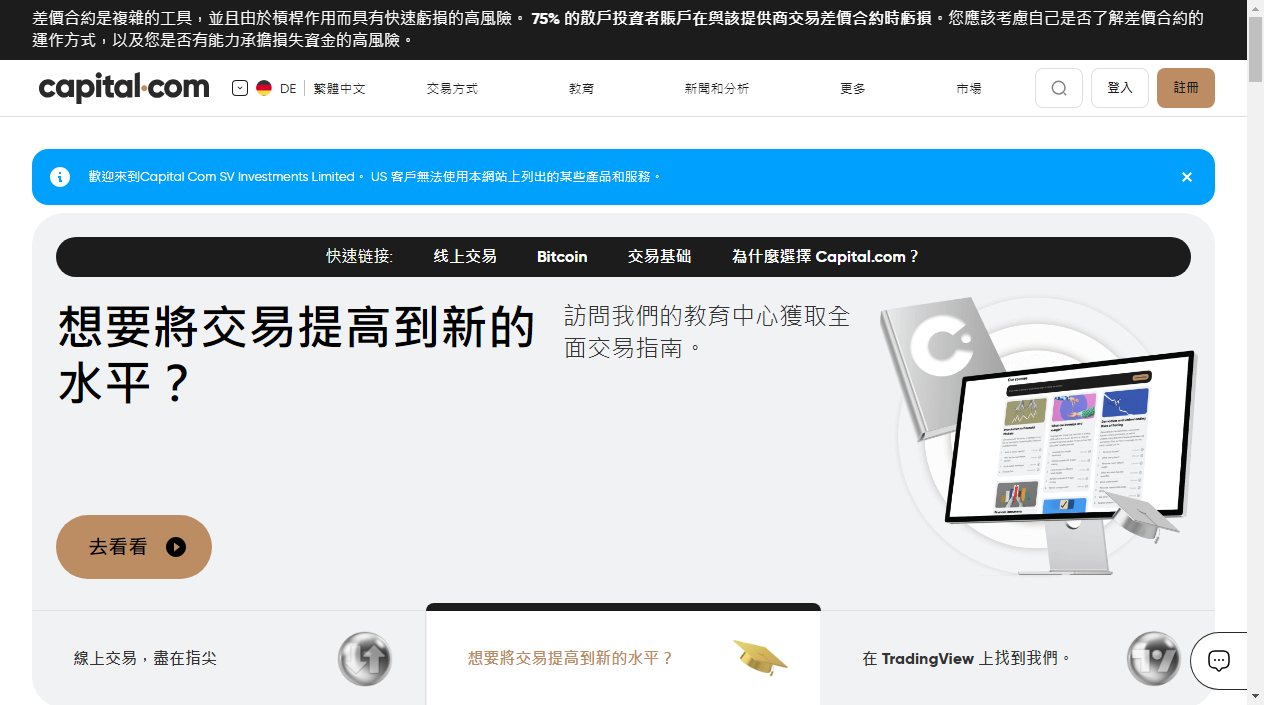 差價合約是複雜的工具，並且由於槓桿作用而具有快速虧損的高風險。 75% 的散戶投資者賬戶在與該提供商交易差價合約時虧損。您應該考慮自己是否了解差價合約的
運作方式，以及您是否有能力承擔損失資金的高風險。
capital.com DE 繁體中文 交易方式 教育 新聞和分析 更多 市場 登入 註冊
歡迎來到Capital Com SV Investments Limited。 US 客戶無法使用本網站上列出的某些產品和服務。
快速链接: 线上交易 Bitcoin 交易基础 為什麼選擇 Capital.com？
想要將交易提高到新的
水平？
訪問我們的教育中心獲取全
面交易指南。
去看看
線上交易，盡在指尖
想要將交易提高到新的水平？
在 TradingView 上找到我們。